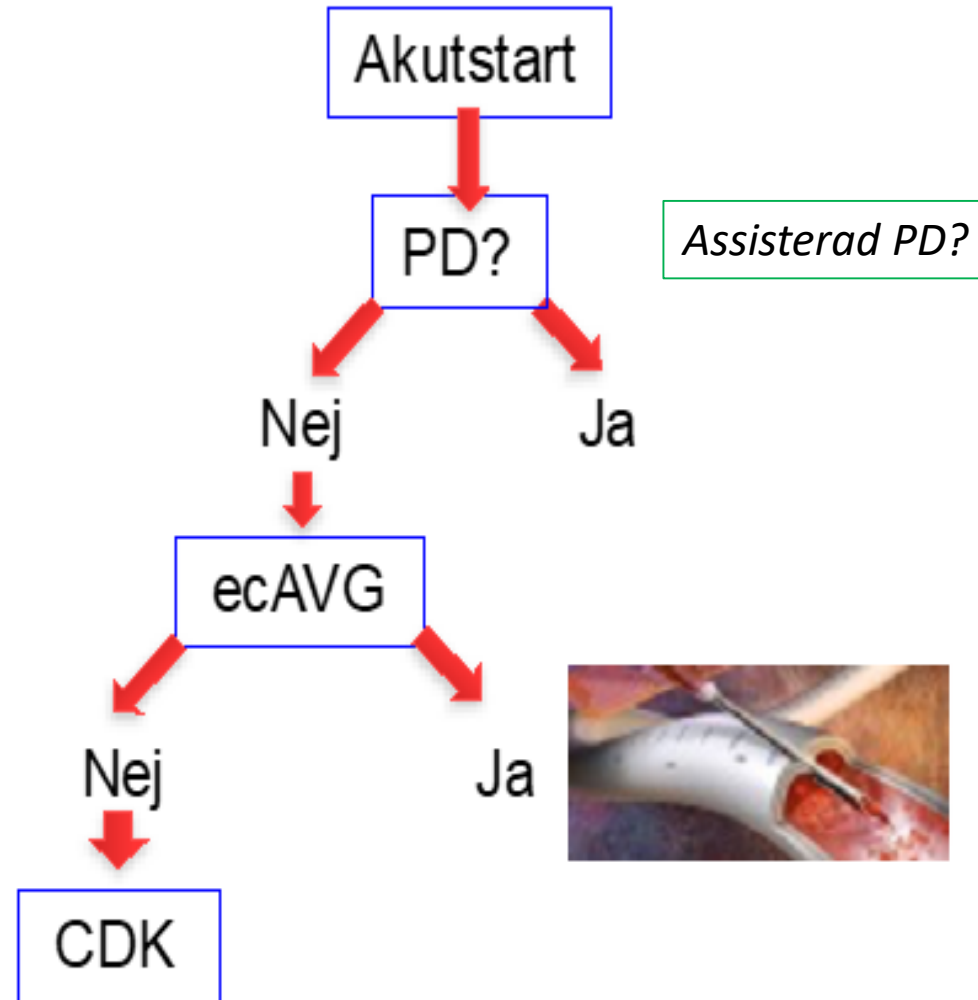 Akutstart
PD?
Assisterad PD?
Nej
Ja
ecAVG
Nej
Ja
CDK